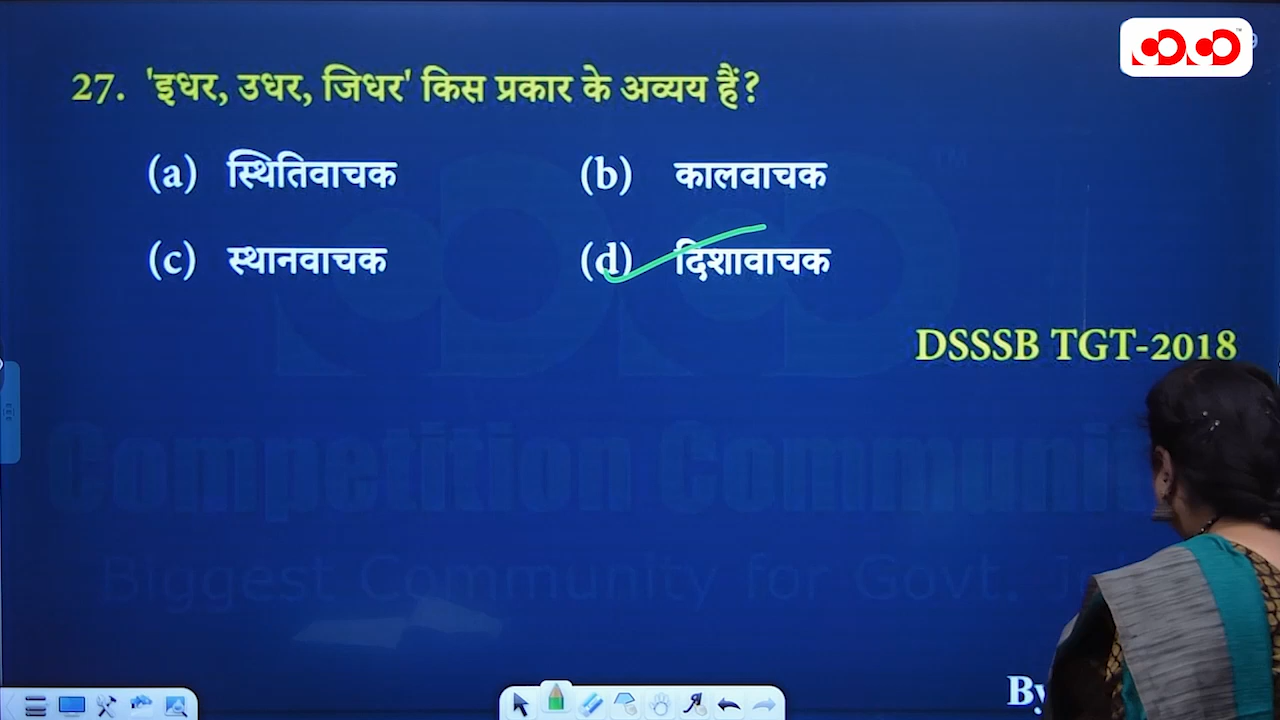 27. 'इधर, उधर, जिधर' किस प्रकार के अव्यय हैं?
(a) स्थितिवाचक (b) कालवाचक
(c) स्थानवाचक (d) दिशावाचक
DSSSB TGT-2018
Competition Communit
Biggest Community for Govt. J
By